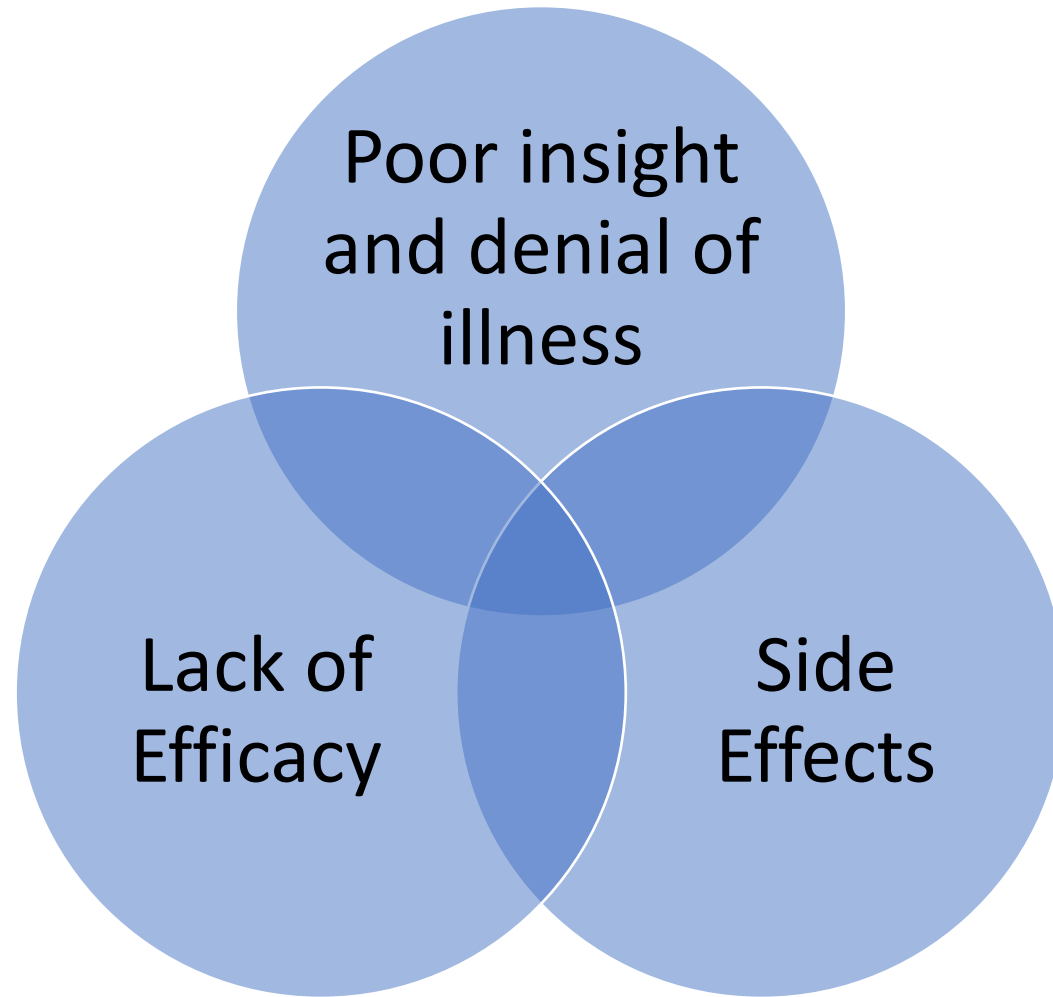 Poor insight
and denial of
illness
Lack of
Efficacy
Side
Effects